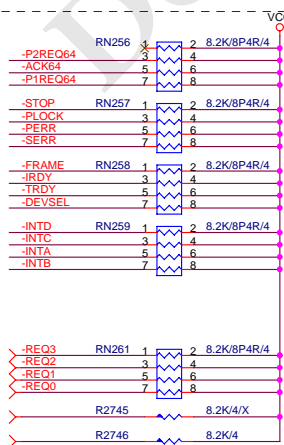 VC
RN256 1 2 8.2K/8P4R/4
-P2REQ64 3 4
-ACK64 5 6
-P1REQ64 7 8
-STOP RN257 1 2 8.2K/8P4R/4
-PLOCK 3 4
-PERR 5 6
-SERR 7 8
-FRAME RN258 1 2 8.2K/8P4R/4
-IRDY 3 4
-TRDY 5 6
-DEVSEL 7 8
-INTD RN259 1 2 8.2K/8P4R/4
-INTC 3 4
-INTA 5 6
-INTB 7 8
-REQ3 RN261 1 2 8.2K/8P4R/4
-REQ2 3 4
-REQ1 5 6
-REQ0 7 8
R2745 8.2K/4/X
R2746 8.2K/4